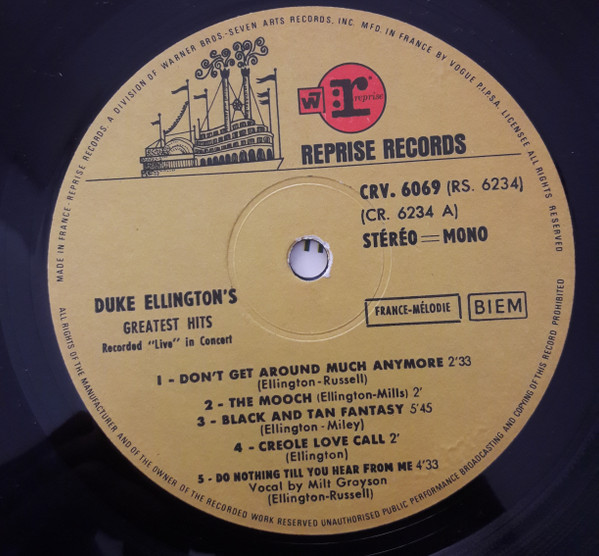 MADE IN FRANCE - REPRISE RECORDS, A DIVISION OF WARNER BROS-SEVEN ARTS RECORDS, INC. MFD. IN FRANCE BY VOGUE P.I.P.S.A. LICENSEE ALL RIGHTS RESERVED
W7 r: reprise
REPRISE RECORDS
CRV. 6069 (RS. 6234)
(CR. 6234 A)
STÉRÉO = MONO
DUKE ELLINGTON'S
GREATEST HITS
Recorded "Live" in Concert
FRANCE-MÉLODIE BIEM
1 - DON'T GET AROUND MUCH ANYMORE 2'33
(Ellington-Russell)
2 - THE MOOCH (Ellington-Mills) 2'
3 - BLACK AND TAN FANTASY 5'45
(Ellington - Miley)
4 - CREOLE LOVE CALL 2'
(Ellington)
5 - DO NOTHING TILL YOU HEAR FROM ME 4'33
Vocal by Milt Grayson
(Ellington-Russell)
ALL RIGHTS OF THE MANUFACTURER AND OF THE OWNER OF THE RECORDED WORK RESERVED UNAUTHORISED PUBLIC PERFORMANCE BROADCASTING AND COPYING OF THIS RECORD PROHIBITED